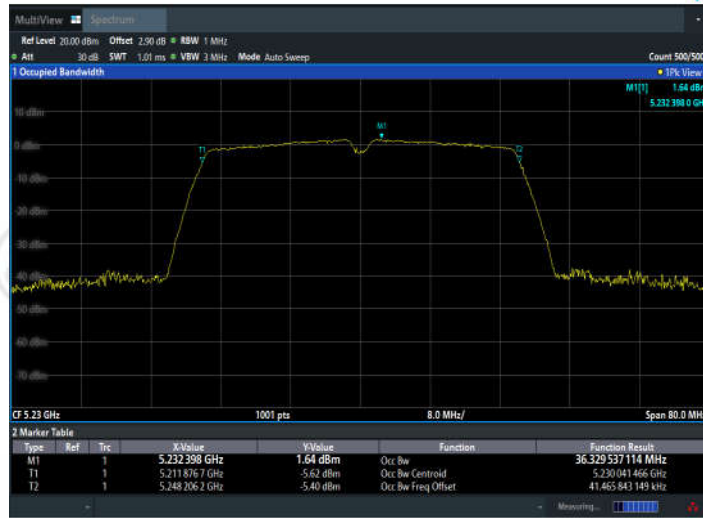 MultiView Spectrum
Ref Level 20.00 dBm Offset 2.90 dB RBW 1 MHz
Att 30 dB SWT 1.01 ms VBW 3 MHz Mode Auto Sweep Count 500/500
1 Occupied Bandwidth 1Pk View
M1[1] 1.64 dBm
5.232 398 0 GH
10 dBm
M1
0 dBm
T1 T2
-10 dBm
-20 dBm
-30 dBm
-40 dBm
-50 dBm
-60 dBm
-70 dBm
CF 5.23 GHz 1001 pts 8.0 MHz/ Span 80.0 MH
2 Marker Table
Type Ref Trc X-Value Y-Value Function Function Result
M1 1 5.232 398 GHz 1.64 dBm Occ Bw 36.329 537 114 MHz
T1 1 5.211 876 7 GHz -5.62 dBm Occ Bw Centroid 5.230 041 466 GHz
T2 1 5.248 206 2 GHz -5.40 dBm Occ Bw Freq Offset 41.465 843 149 kHz
Measuring...